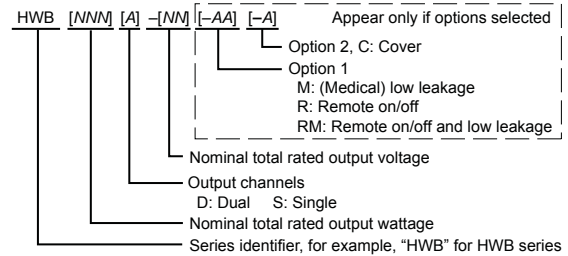 HWB [NNN] [A] –[NN] [–AA] [–A] Appear only if options selected
Option 2, C: Cover
Option 1
M: (Medical) low leakage
R: Remote on/off
RM: Remote on/off and low leakage
Nominal total rated output voltage
Output channels
D: Dual S: Single
Nominal total rated output wattage
Series identifier, for example, “HWB” for HWB series